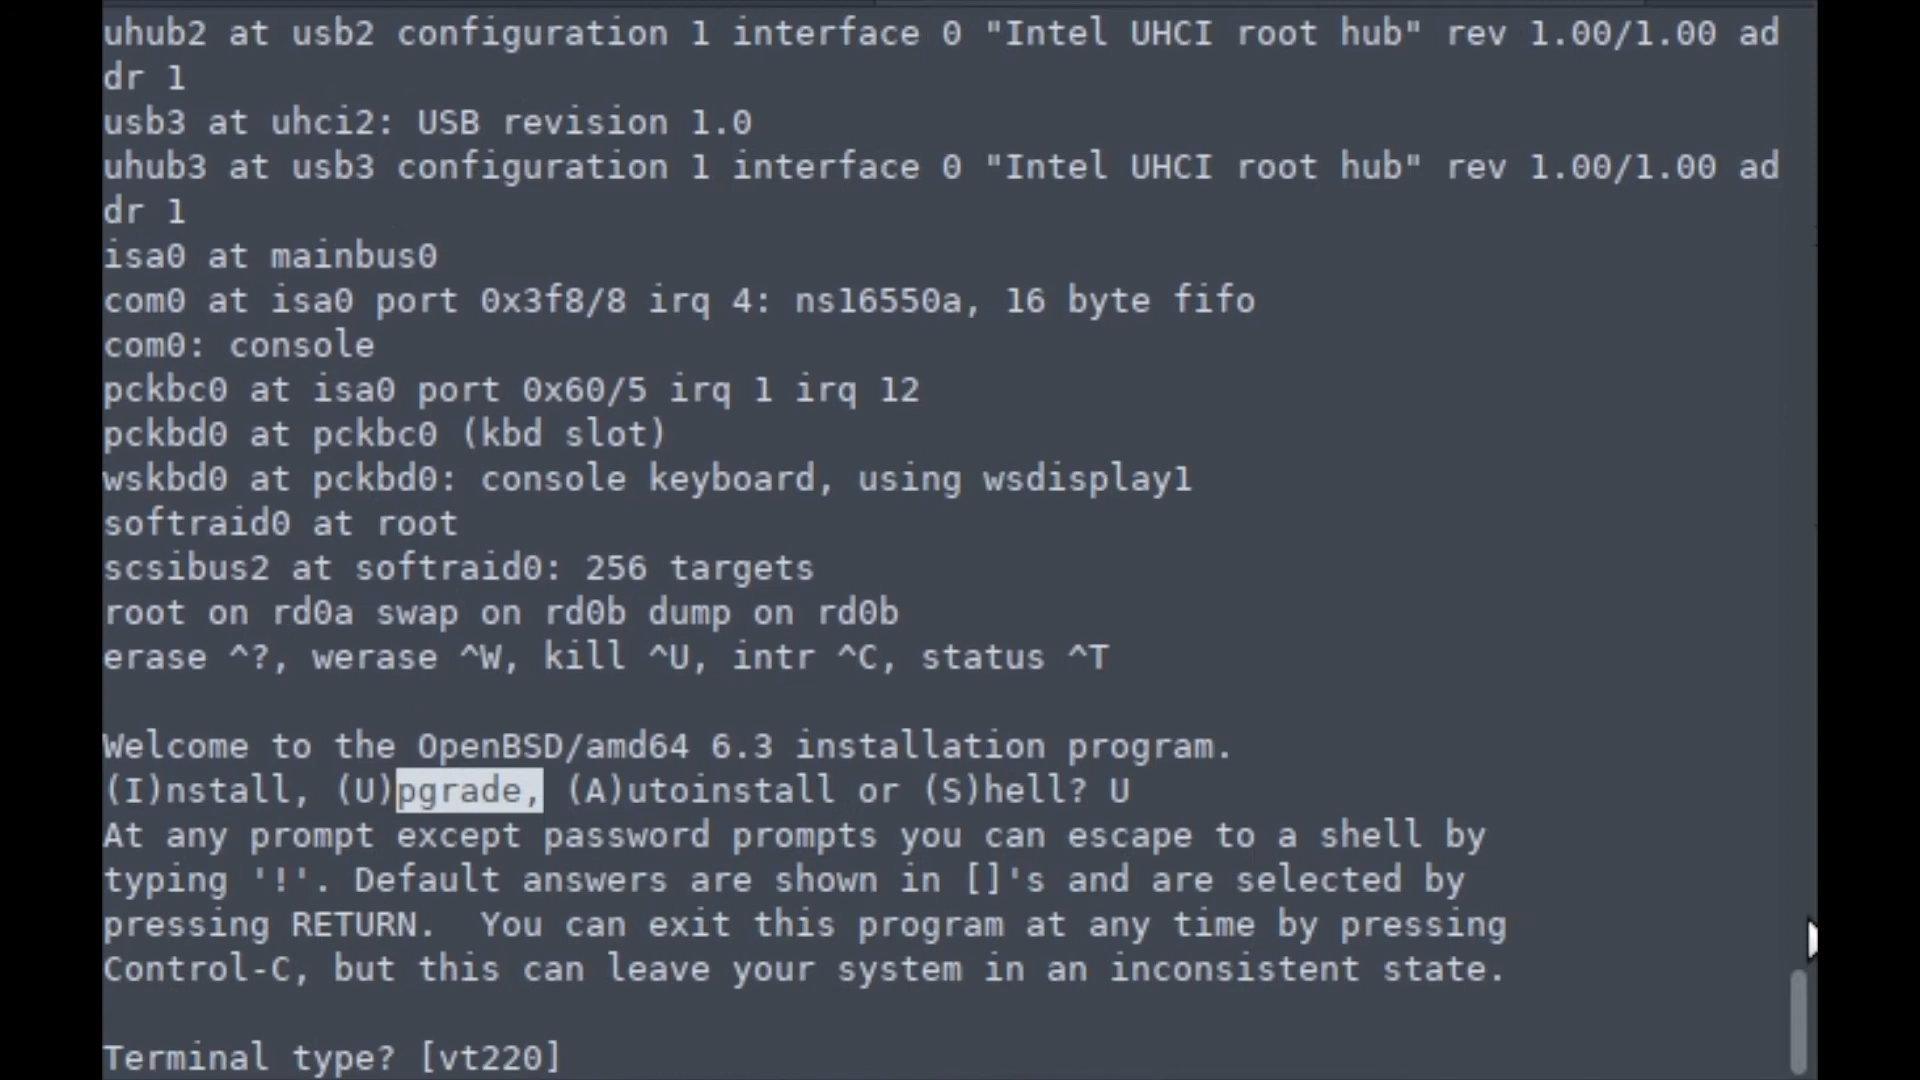 uhub2 at usb2 configuration 1 interface 0 "Intel UHCI root hub" rev 1.00/1.00 ad
dr 1
usb3 at uhci2: USB revision 1.0
uhub3 at usb3 configuration 1 interface 0 "Intel UHCI root hub" rev 1.00/1.00 ad
dr 1
isa0 at mainbus0
com0 at isa0 port 0x3f8/8 irq 4: ns16550a, 16 byte fifo
com0: console
pckbc0 at isa0 port 0x60/5 irq 1 irq 12
pckbd0 at pckbc0 (kbd slot)
wskbd0 at pckbd0: console keyboard, using wsdisplay1
softraid0 at root
scsibus2 at softraid0: 256 targets
root on rd0a swap on rd0b dump on rd0b
erase ^?, werase ^W, kill ^U, intr ^C, status ^T
Welcome to the OpenBSD/amd64 6.3 installation program.
(I)nstall, (U)pgrade, (A)utoinstall or (S)hell? U
At any prompt except password prompts you can escape to a shell by
typing '!'. Default answers are shown in []'s and are selected by
pressing RETURN.  You can exit this program at any time by pressing
Control-C, but this can leave your system in an inconsistent state.
Terminal type? [vt220]